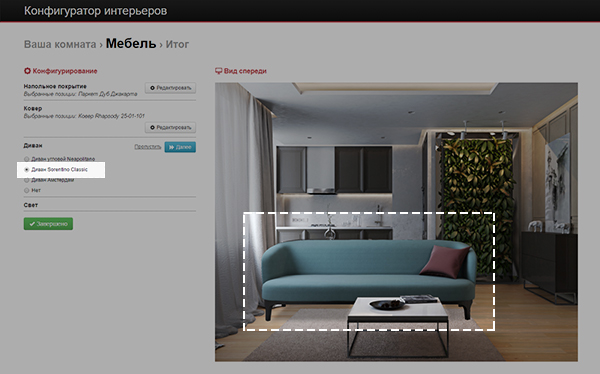 Конфигуратор интерьеров
Ваша комната › Мебель › Итог
Конфигурирование
Вид спереди
Напольное покрытие
Редактировать
Выбранные позиции: Паркет Дуб Джакарта
Ковер
Выбранные позиции: Ковер Rhapsody 25-01-101
Редактировать
Диван
Пропустить
Далее
Диван угловой Neapolitano
Диван Sorentino Classic
Диван Амстердам
Нет
Свет
Завершено